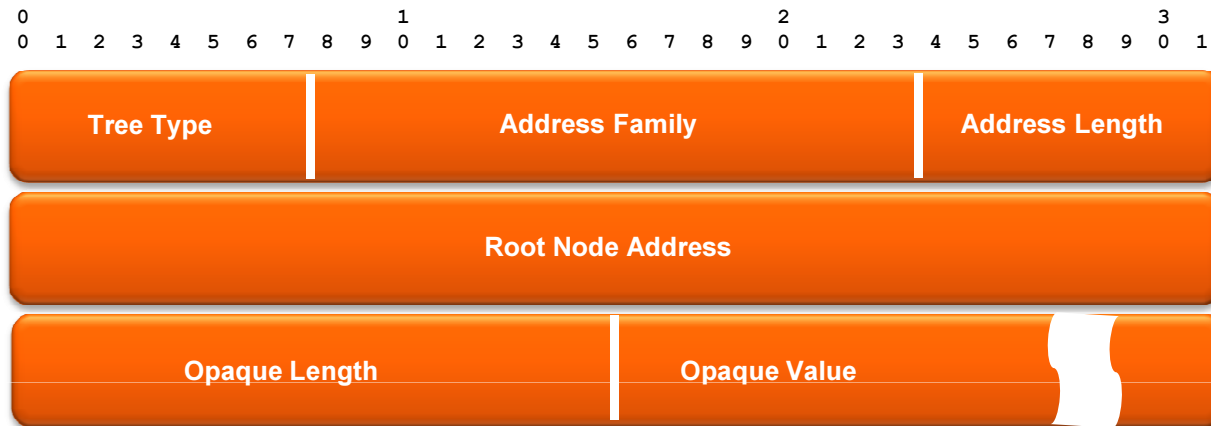 0 1 2 3
0 1 2 3 4 5 6 7 8 9 0 1 2 3 4 5 6 7 8 9 0 1 2 3 4 5 6 7 8 9 0 1
Tree Type Address Family Address Length
Root Node Address
Opaque Length Opaque Value